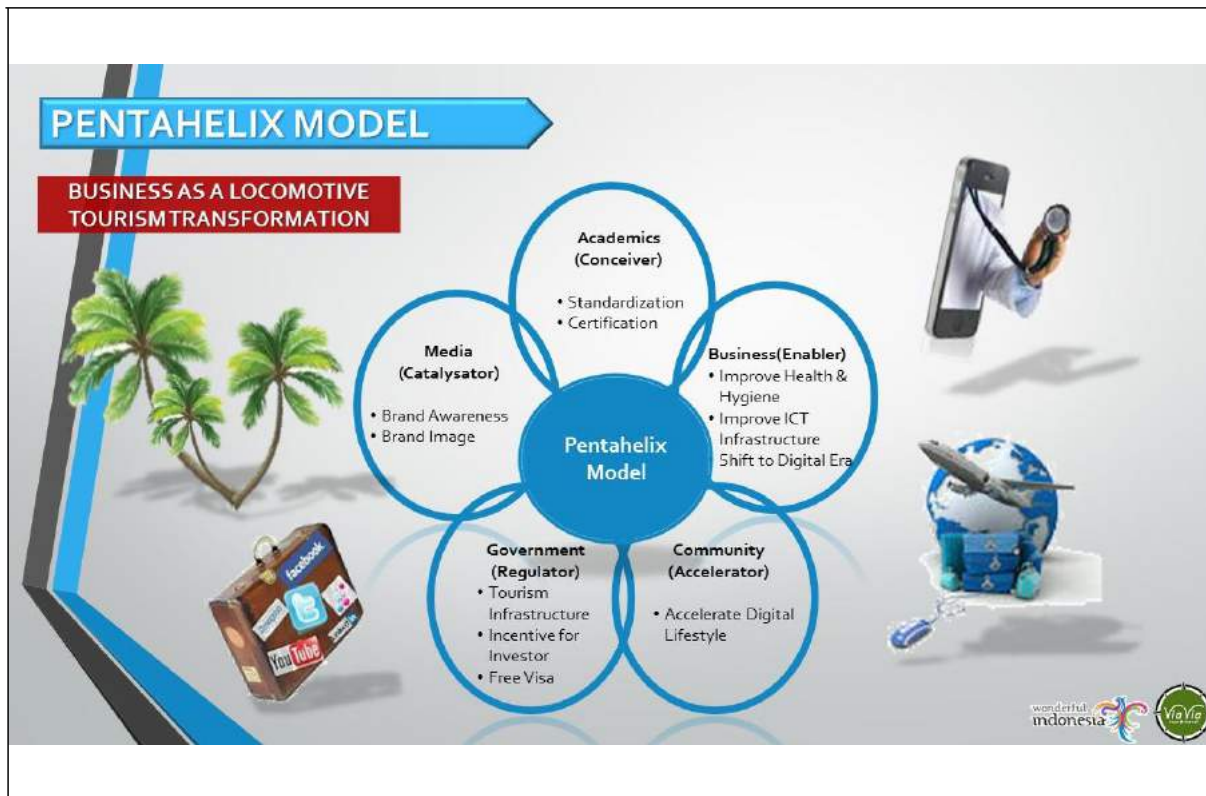 PENTAHELIX MODEL
BUSINESS AS A LOCOMOTIVE
TOURISM TRANSFORMATION
Academics
(Conceiver)
• Standardization
• Certification
Media
(Catalysator)
• Brand Awareness
• Brand Image
Business(Enabler)
• Improve Health &
Hygiene
• Improve ICT
Infrastructure
Shift to Digital Era
Pentahelix
Model
Government
(Regulator)
• Tourism
Infrastructure
• Incentive for
Investor
• Free Visa
Community
(Accelerator)
• Accelerate Digital
Lifestyle
facebook
YouTube
wonderful
indonesia
ViaVia